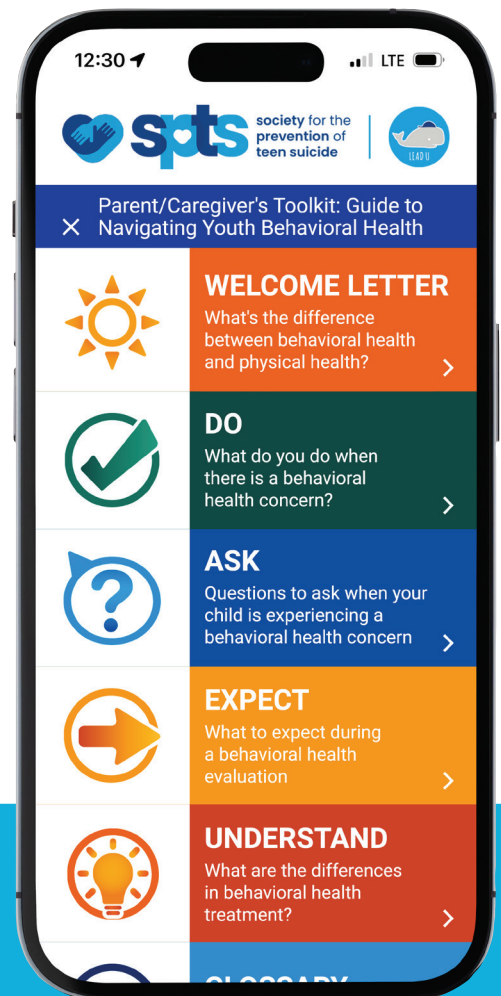 12:30
LTE
spts
society for the
prevention of
teen suicide
LEAD U
Parent/Caregiver's Toolkit: Guide to
Navigating Youth Behavioral Health
WELCOME LETTER
What's the difference
between behavioral health
and physical health?
DO
What do you do when
there is a behavioral
health concern?
ASK
Questions to ask when your
child is experiencing a
behavioral health concern
EXPECT
What to expect during
a behavioral health
evaluation
UNDERSTAND
What are the differences
in behavioral health
treatment?
GLOSSARY